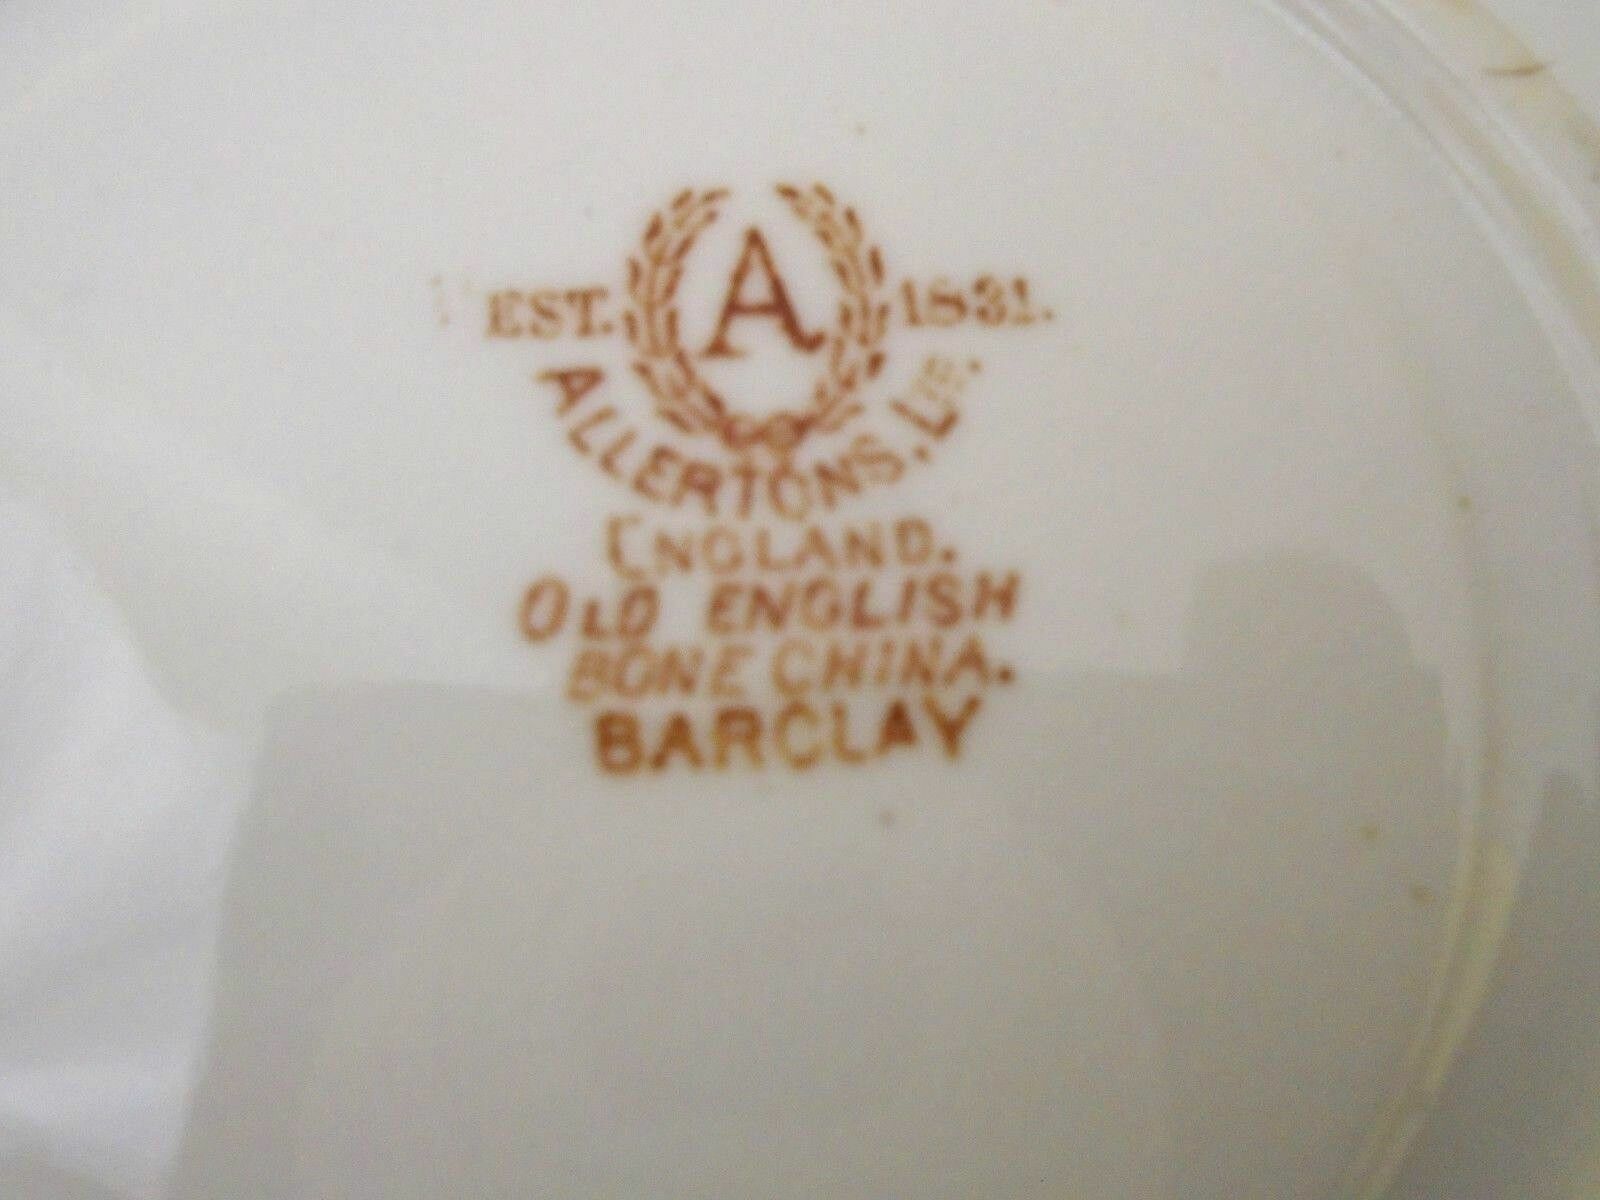 EST. A 1831.
ALLERTONS, LTD.
ENGLAND.
OLD ENGLISH
BONE CHINA.
BARCLAY